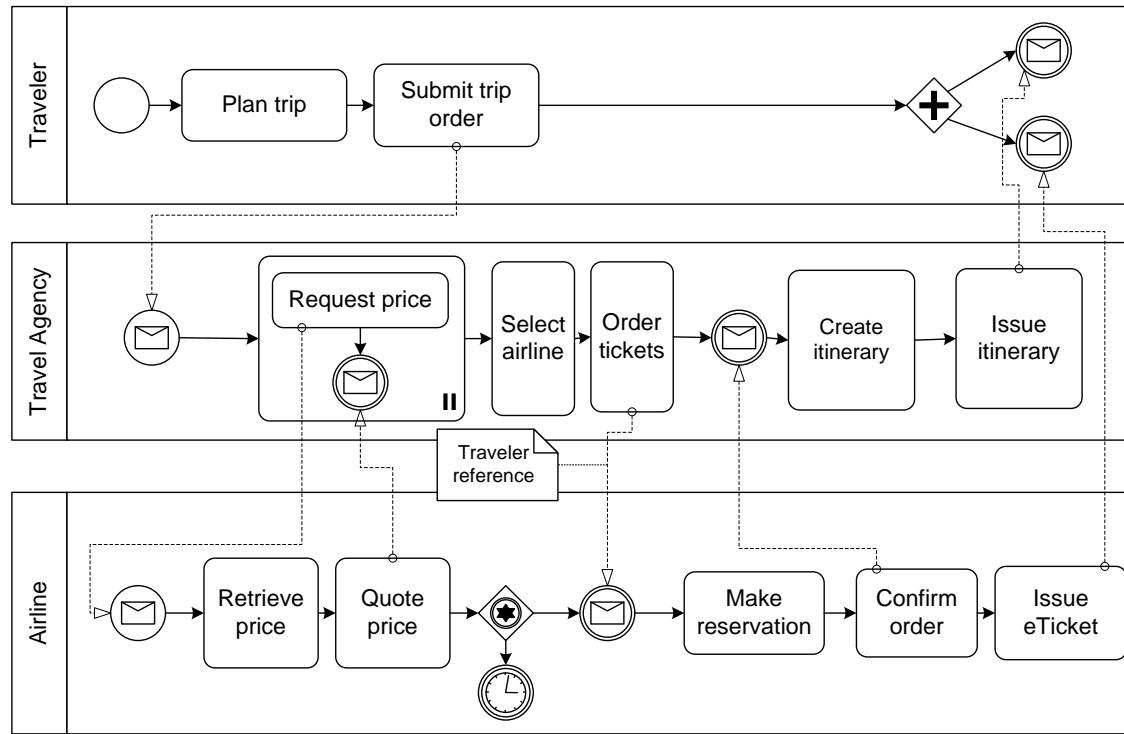 Traveler
Plan trip
Submit trip
order
Travel Agency
Request price
Select
airline
Order
tickets
Create
itinerary
Issue
itinerary
Traveler
reference
Airline
Retrieve
price
Quote
price
Make
reservation
Confirm
order
Issue
eTicket